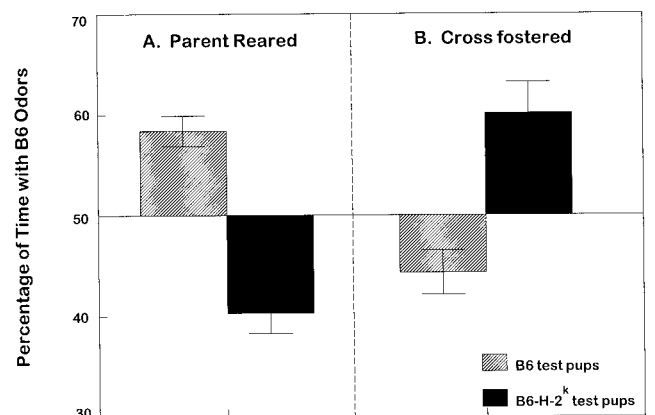 70
A. Parent Reared
B. Cross fostered
60
50
40
30
Percentage of Time with B6 Odors
B6 test pups
B6-H-2^k test pups